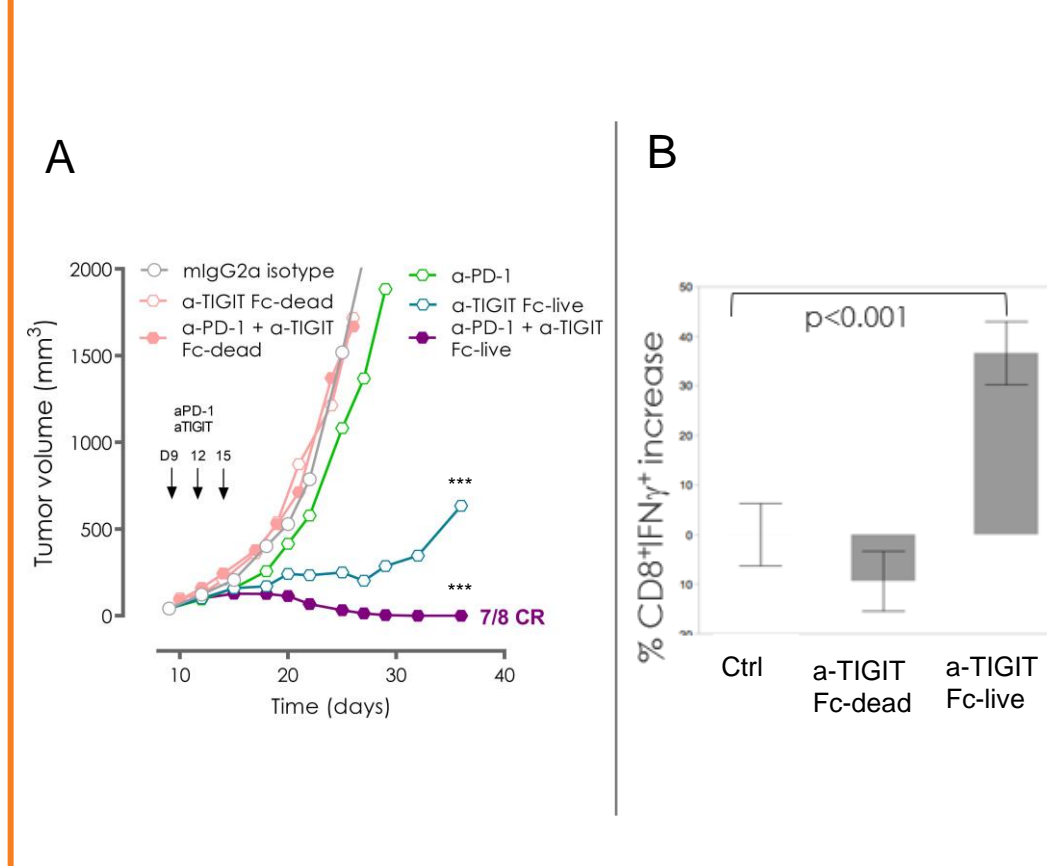 A
2000
1500
1000
500
0
Tumor volume (mm3)
mIgG2a isotype
a-TIGIT Fc-dead
a-PD-1 + a-TIGIT
Fc-dead
a-PD-1
a-TIGIT Fc-live
a-PD-1 + a-TIGIT
Fc-live
aPD-1
aTIGIT
D9 12 15
***
***
7/8 CR
10 20 30 40
Time (days)
B
% CD8+IFNγ+ increase
50
40
30
20
10
0
10
p<0.001
Ctrl
a-TIGIT
Fc-dead
a-TIGIT
Fc-live